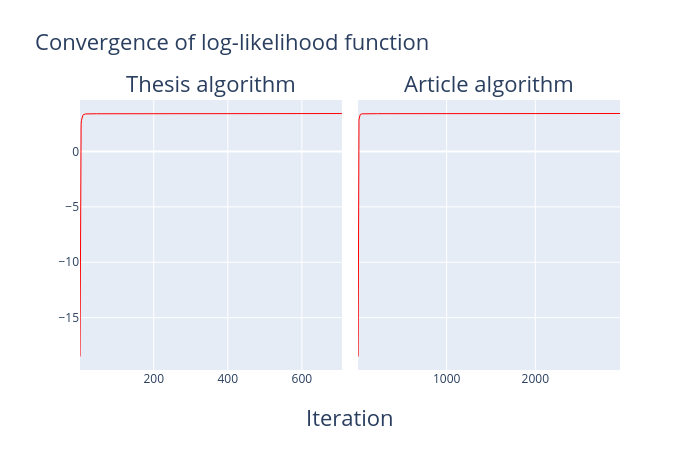 Convergence of log-likelihood function
Thesis algorithm
Article algorithm
0
−5
−10
−15
200
400
600
1000
2000
Iteration